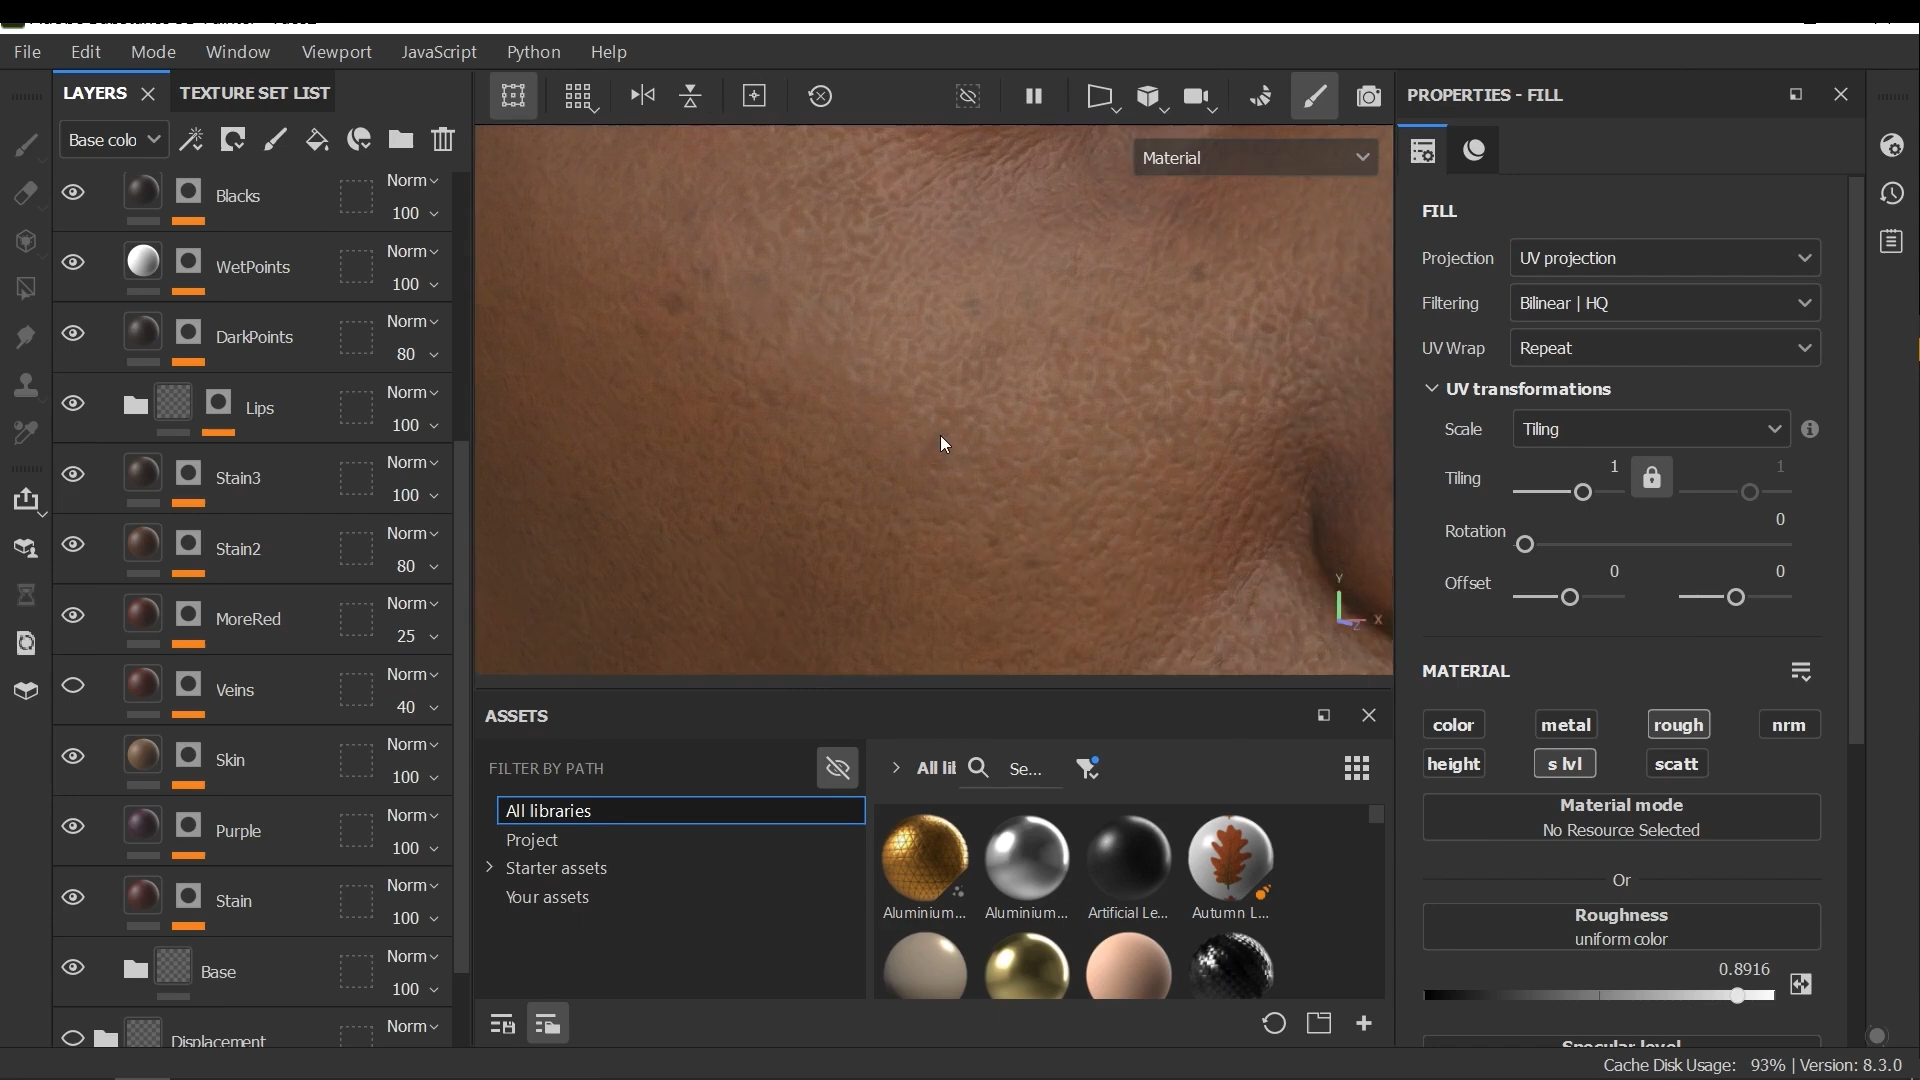 File Edit Mode Window Viewport JavaScript Python Help
LAYERS
TEXTURE SET LIST
Base colo
Blacks
Norm
100
WetPoints
Norm
100
DarkPoints
Norm
80
Lips
Norm
100
Stain3
Norm
100
Stain2
Norm
80
MoreRed
Norm
25
Veins
Norm
40
Skin
Norm
100
Purple
Norm
100
Stain
Norm
100
Base
Norm
100
Displacement
Norm
Material
Y
X
Z
ASSETS
FILTER BY PATH
All libraries
Project
Starter assets
Your assets
All lil
Se...
Aluminium...
Aluminium...
Artificial Le...
Autumn L...
PROPERTIES - FILL
FILL
Projection UV projection
Filtering Bilinear | HQ
UV Wrap Repeat
UV transformations
Scale Tiling
Tiling 1 1
Rotation 0
Offset 0 0
MATERIAL
color metal rough nrm
height s lvl scatt
Material mode
No Resource Selected
Or
Roughness
uniform color
0.8916
Specular level
Cache Disk Usage: 93% | Version: 8.3.0